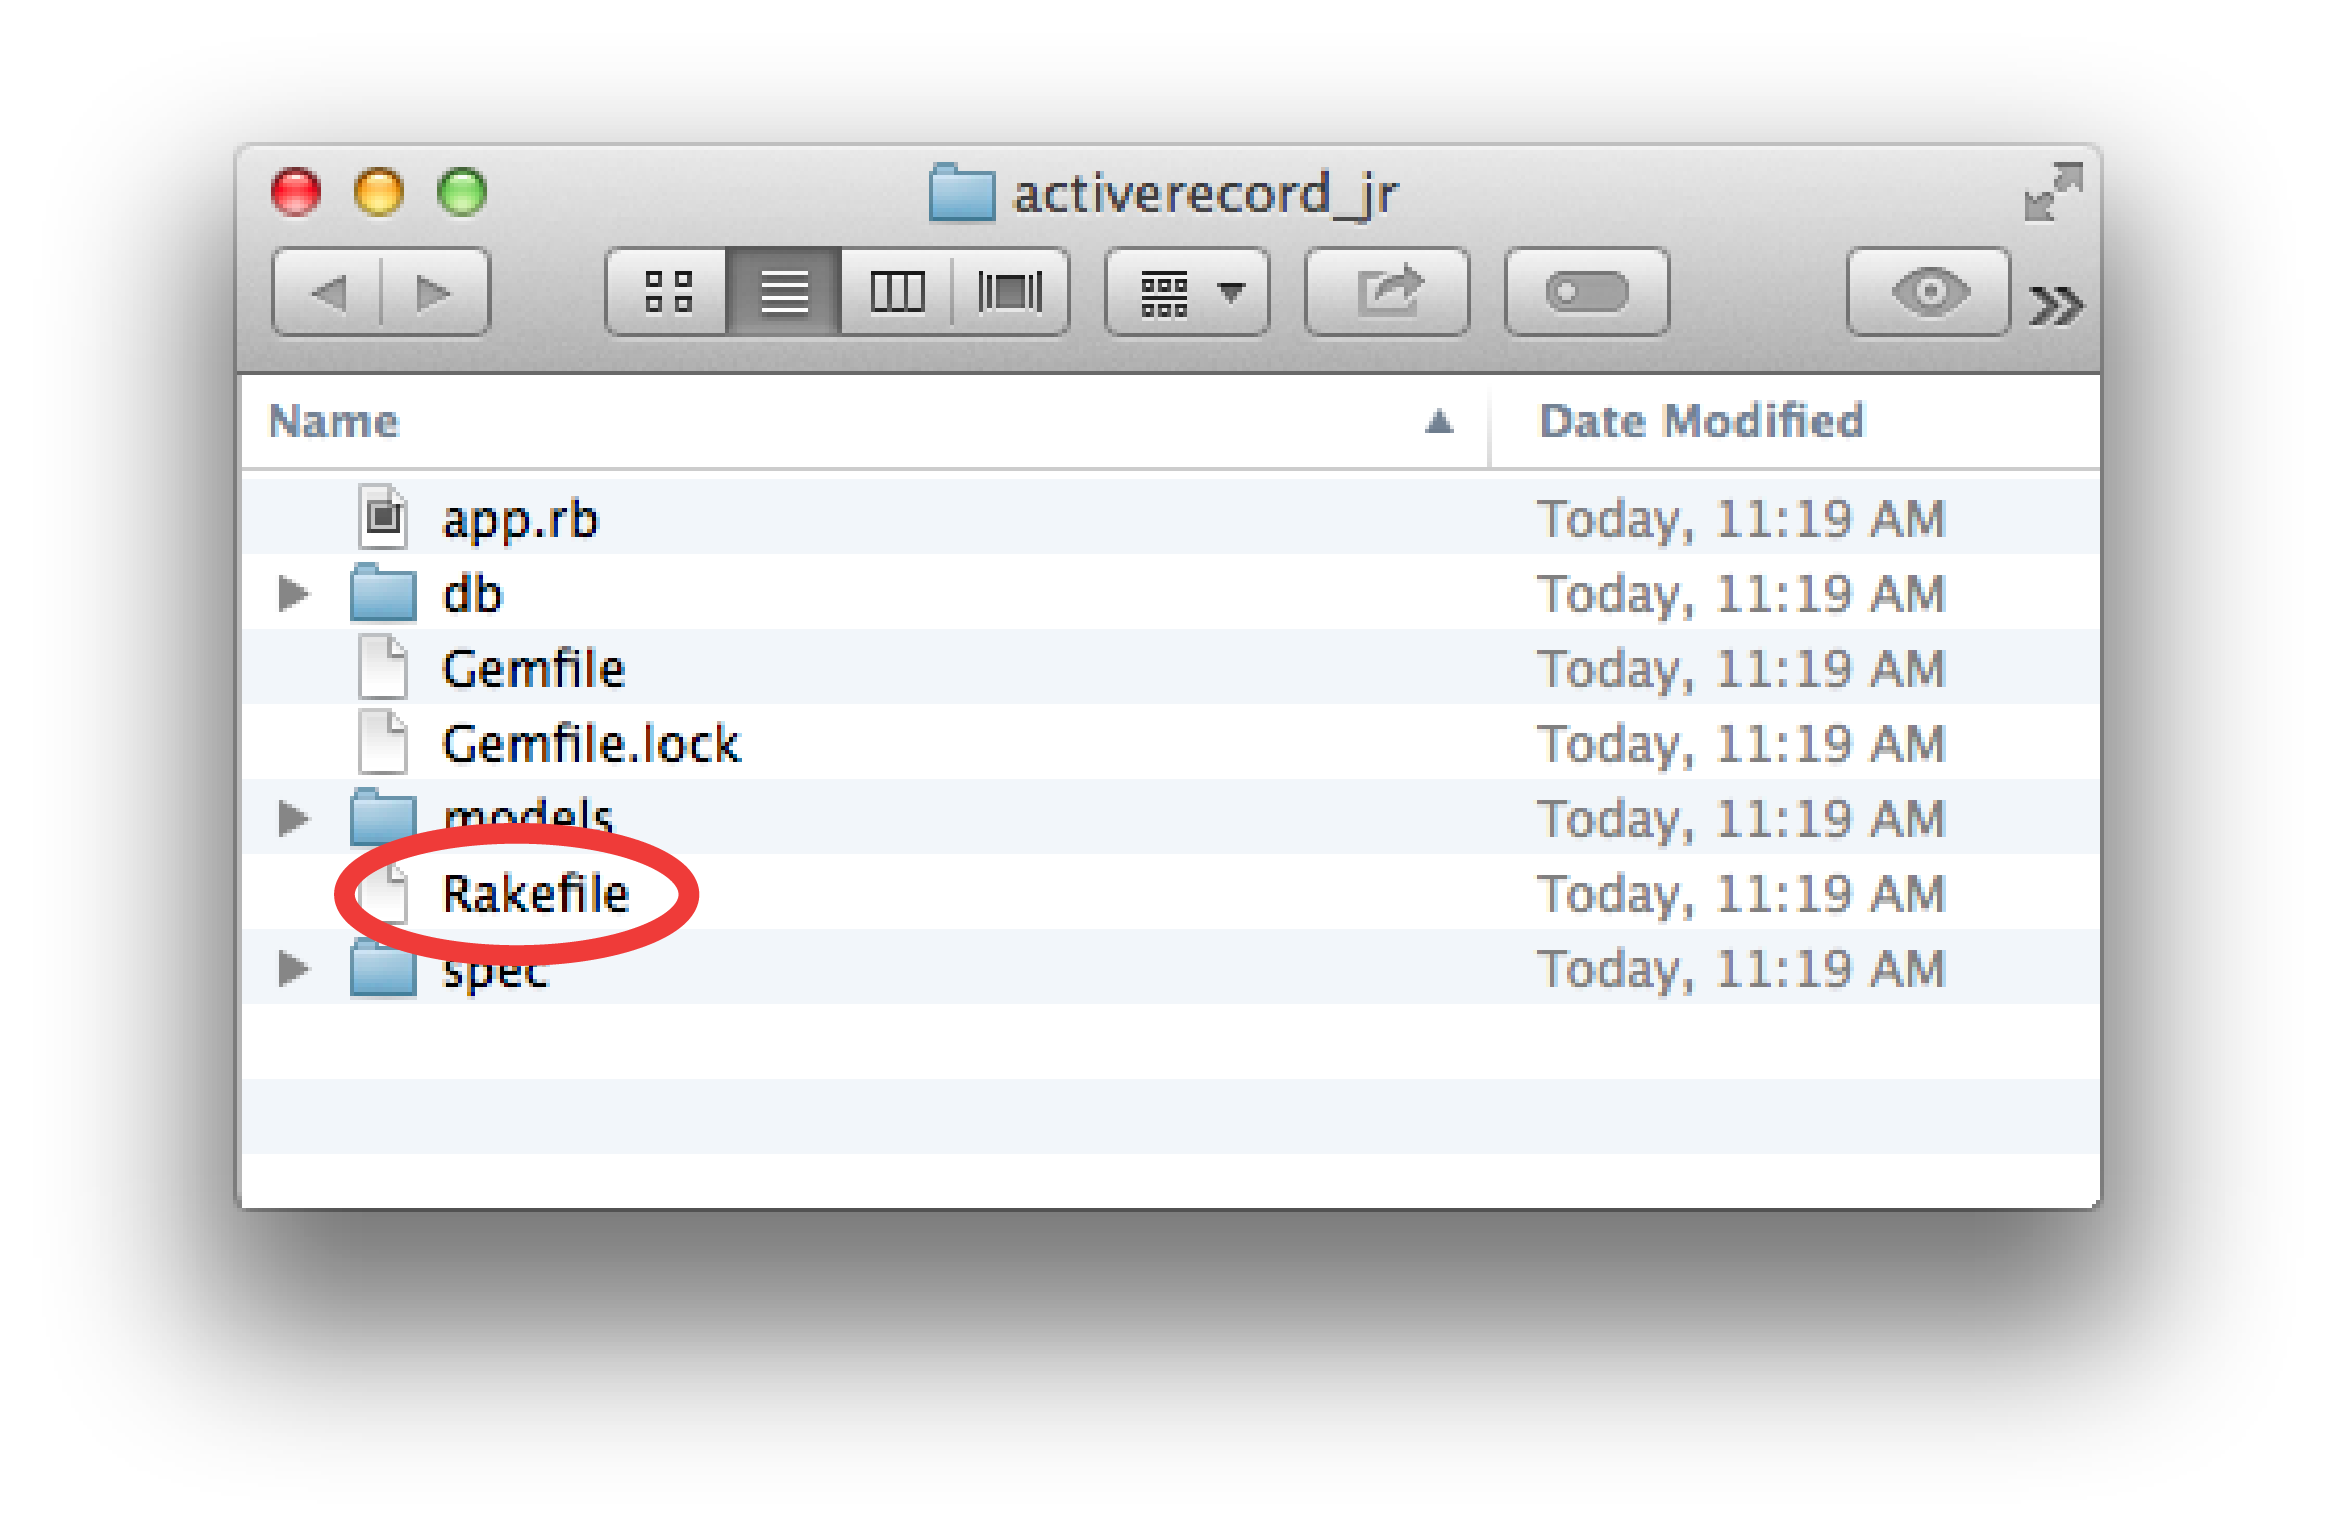 activerecord_jr
Name Date Modified
app.rb Today, 11:19 AM
db Today, 11:19 AM
Gemfile Today, 11:19 AM
Gemfile.lock Today, 11:19 AM
models Today, 11:19 AM
Rakefile Today, 11:19 AM
spec Today, 11:19 AM